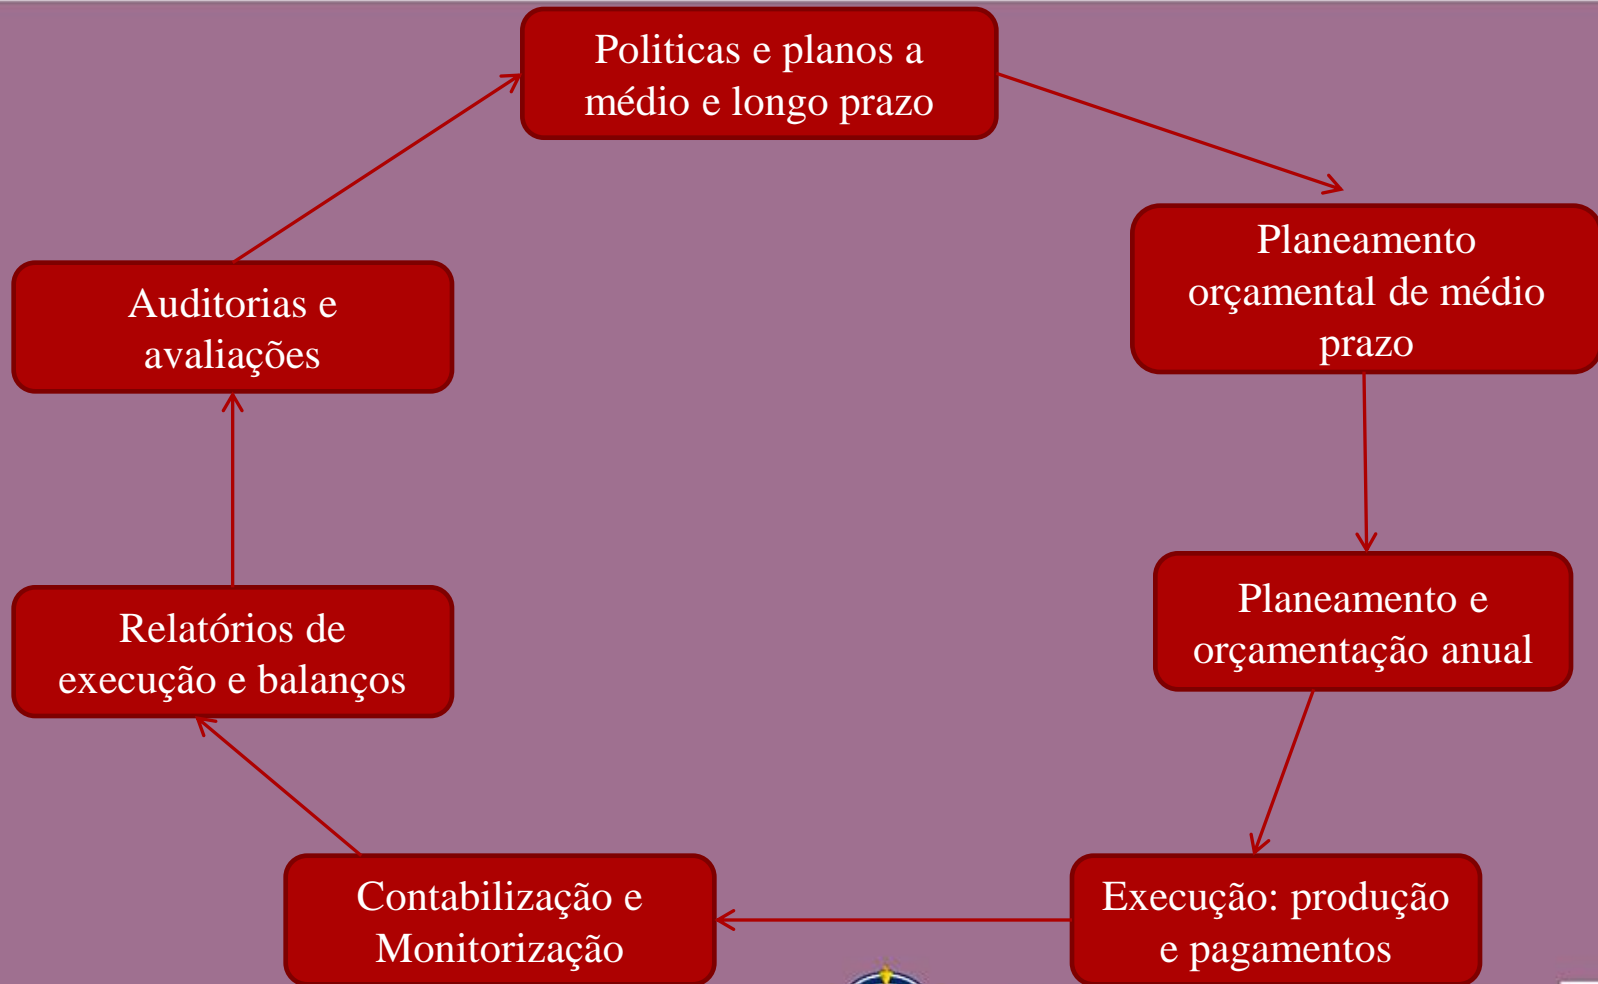 Politicas e planos a
médio e longo prazo
Planeamento
orçamental de médio
prazo
Planeamento e
orçamentação anual
Execução: produção
e pagamentos
Contabilização e
Monitorização
Relatórios de
execução e balanços
Auditorias e
avaliações